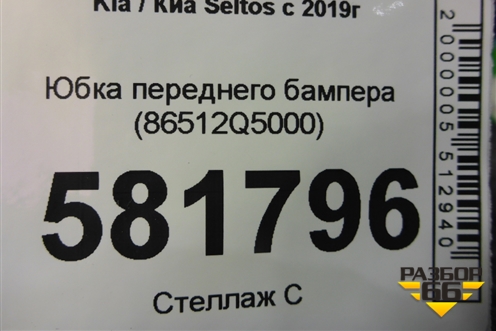 Kia / Киа Seltos с 2019г
Юбка переднего бампера
(86512Q5000)
581796
Стеллаж С
2000005512940
РАЗБОР
66